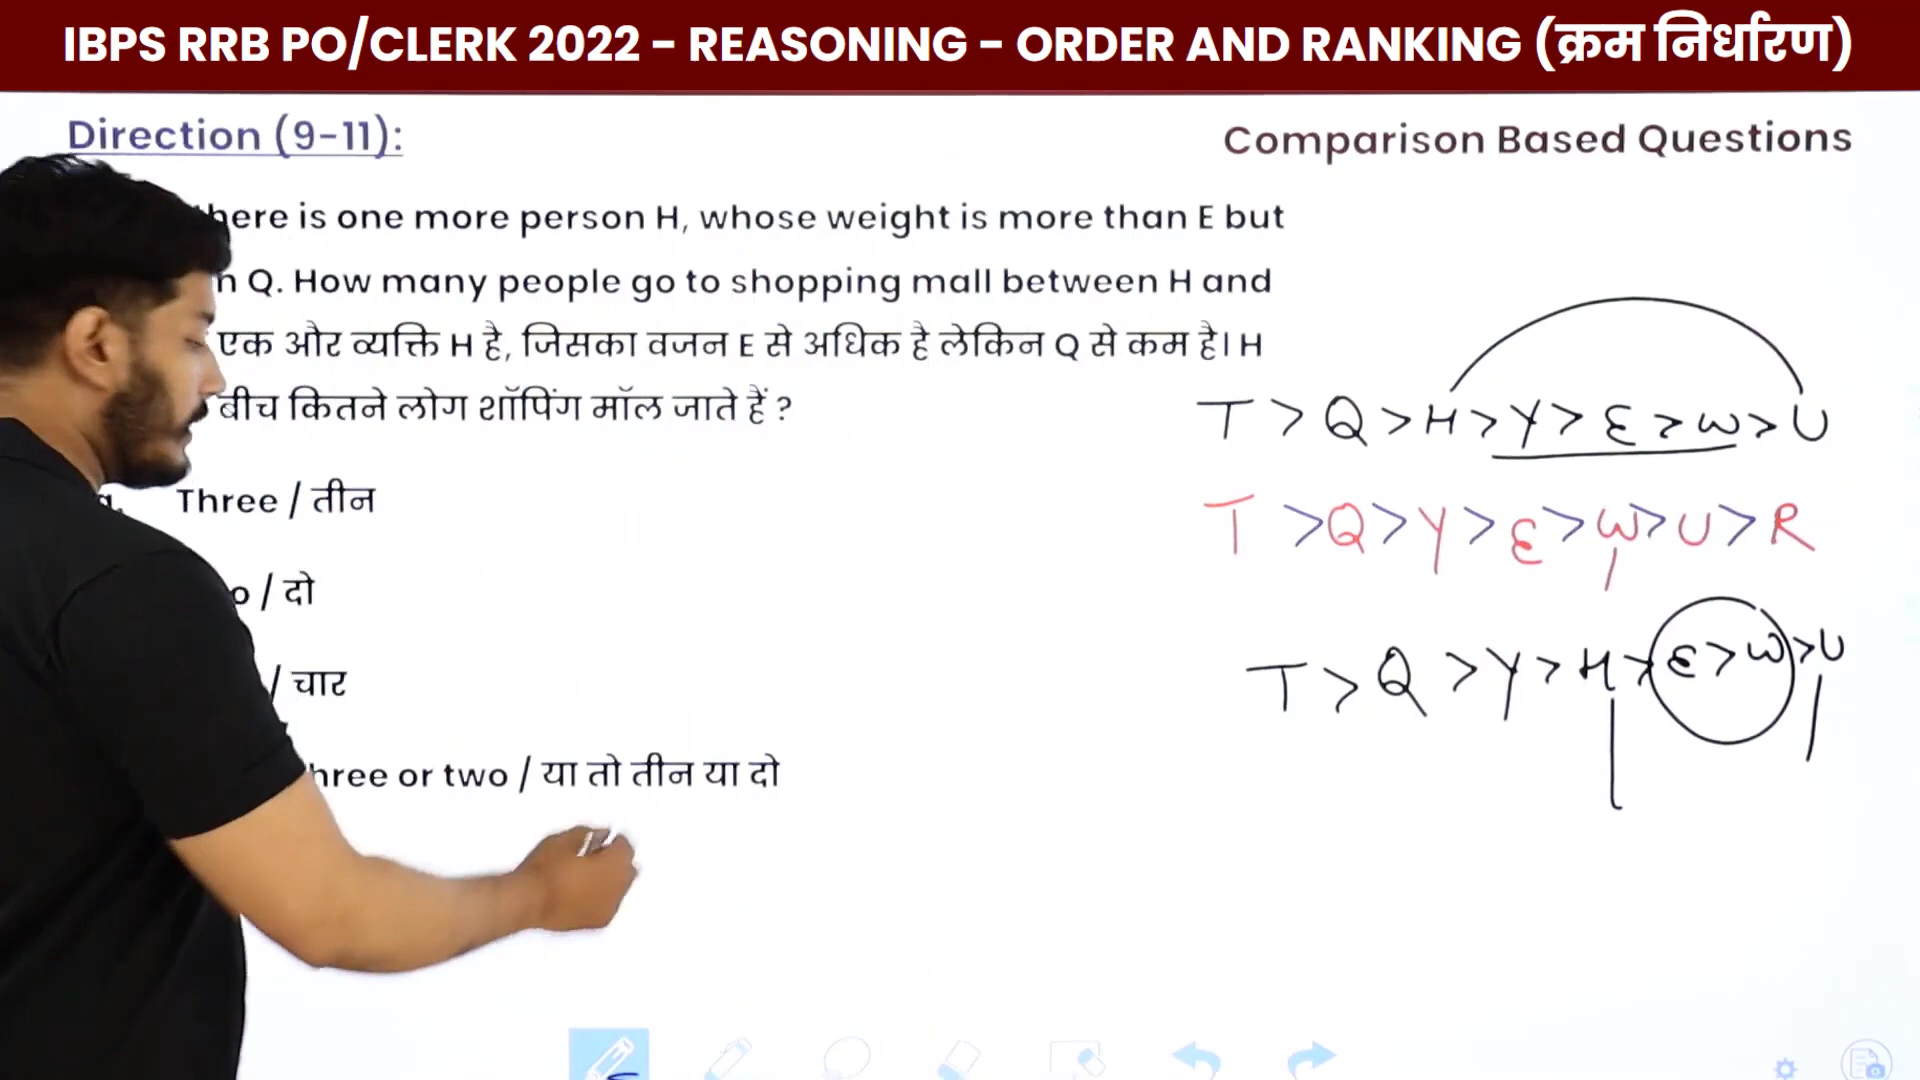 IBPS RRB PO/CLERK 2022 – REASONING – ORDER AND RANKING (क्रम निर्धारण)
Direction (9-11):
Comparison Based Questions
here is one more person H, whose weight is more than E but
n Q. How many people go to shopping mall between H and
एक और व्यक्ति H है, जिसका वजन E से अधिक है लेकिन Q से कम है। H
बीच कितने लोग शॉपिंग मॉल जाते हैं ?
T > Q > H > Y > E > W > U
Three / तीन
T > Q > Y > E > W > U > R
o / दो
T > Q > Y > H > E > W > U
/ चार
hree or two / या तो तीन या दो